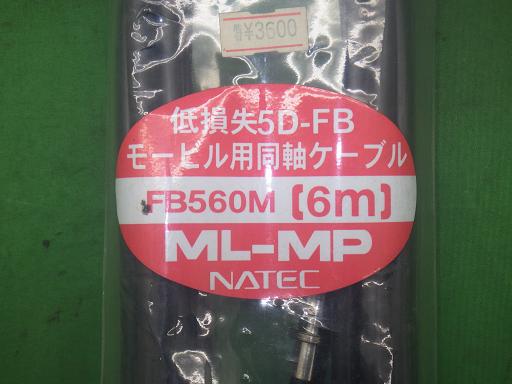 ¥3600
低損失5D-FB
モービル用同軸ケーブル
FB560M [6m]
ML-MP
NATEC